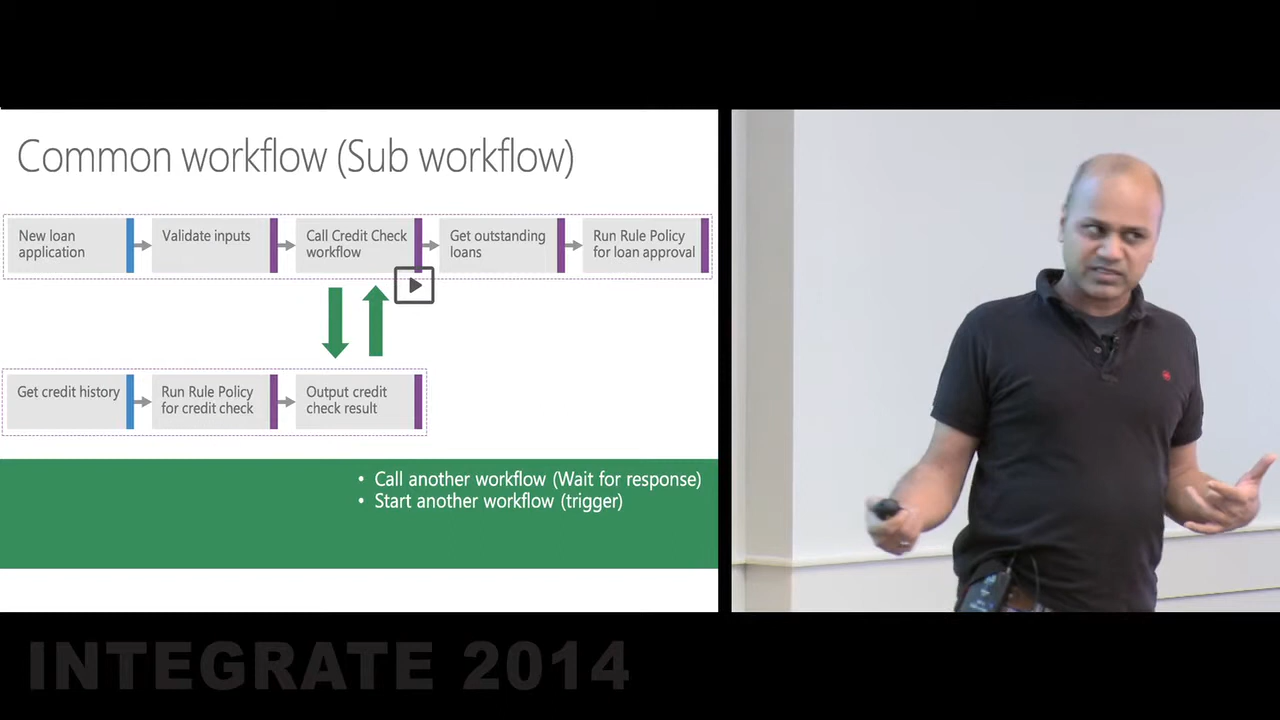 Common workflow (Sub workflow)
New loan
application
Validate inputs
Call Credit Check
workflow
Get outstanding
loans
Run Rule Policy
for loan approval
Get credit history
Run Rule Policy
for credit check
Output credit
check result
• Call another workflow (Wait for response)
• Start another workflow (trigger)
INTEGRATE 2014